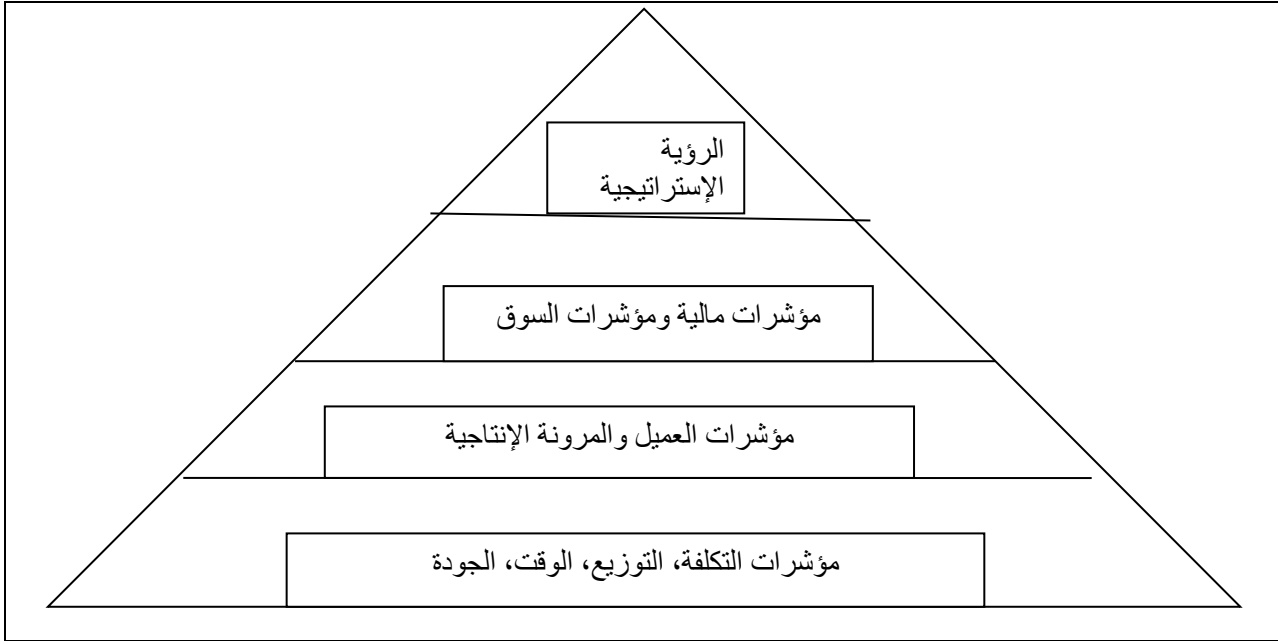 الرؤية
الإستراتيجية
مؤشرات مالية ومؤشرات السوق
مؤشرات العميل والمرونة الإنتاجية
مؤشرات التكلفة، التوزيع، الوقت، الجودة